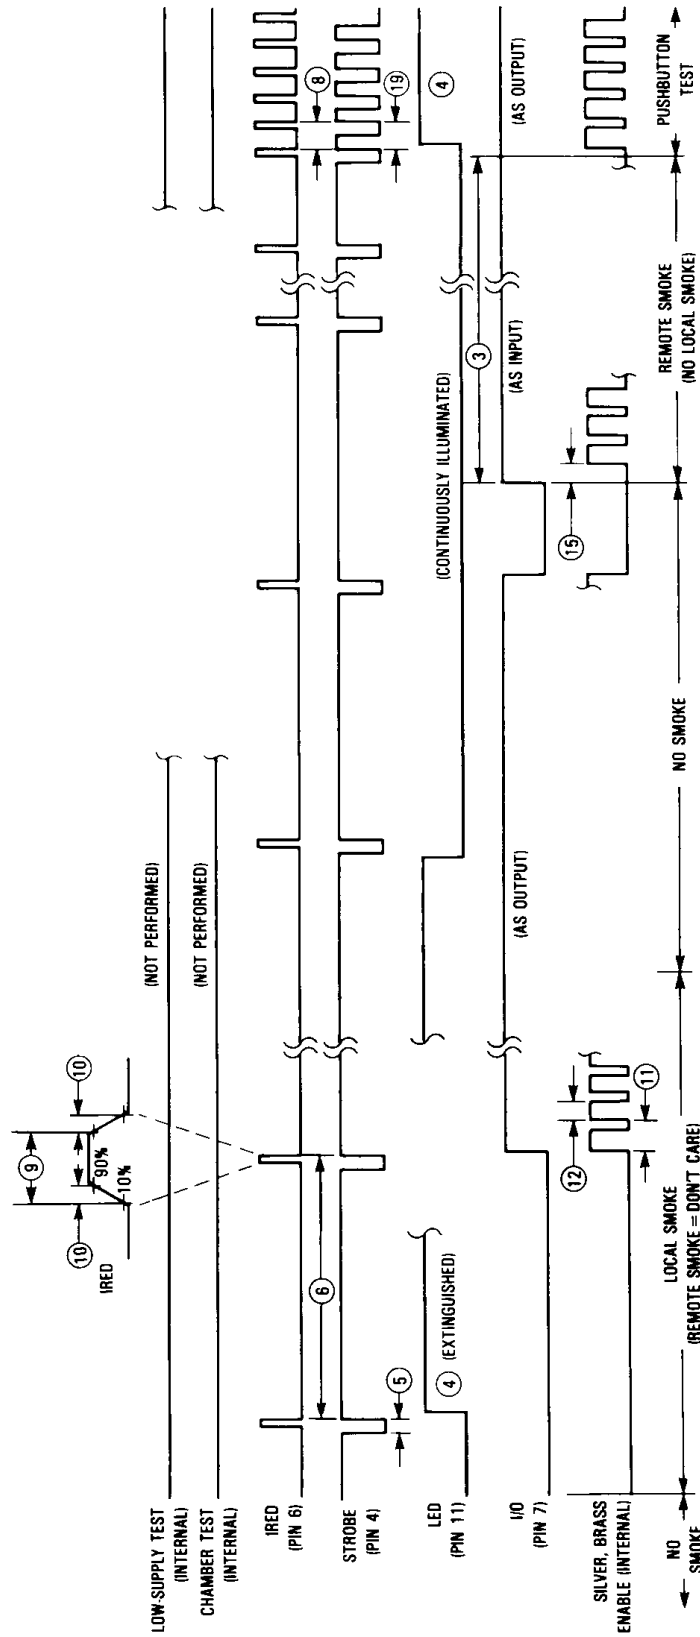 IRED
10
9
10
90%
10%
LOW-SUPPLY TEST
(INTERNAL)
(NOT PERFORMED)
CHAMBER TEST
(INTERNAL)
(NOT PERFORMED)
IRED
(PIN 6)
6
8
STROBE
(PIN 4)
5
19
LED
(PIN 11)
4
(EXTINGUISHED)
(CONTINUOUSLY ILLUMINATED)
4
3
I/O
(PIN 7)
(AS OUTPUT)
(AS INPUT)
(AS OUTPUT)
SILVER, BRASS
ENABLE (INTERNAL)
12
11
15
NO
SMOKE
LOCAL SMOKE
(REMOTE SMOKE = DON'T CARE)
NO SMOKE
REMOTE SMOKE
(NO LOCAL SMOKE)
PUSHBUTTON
TEST